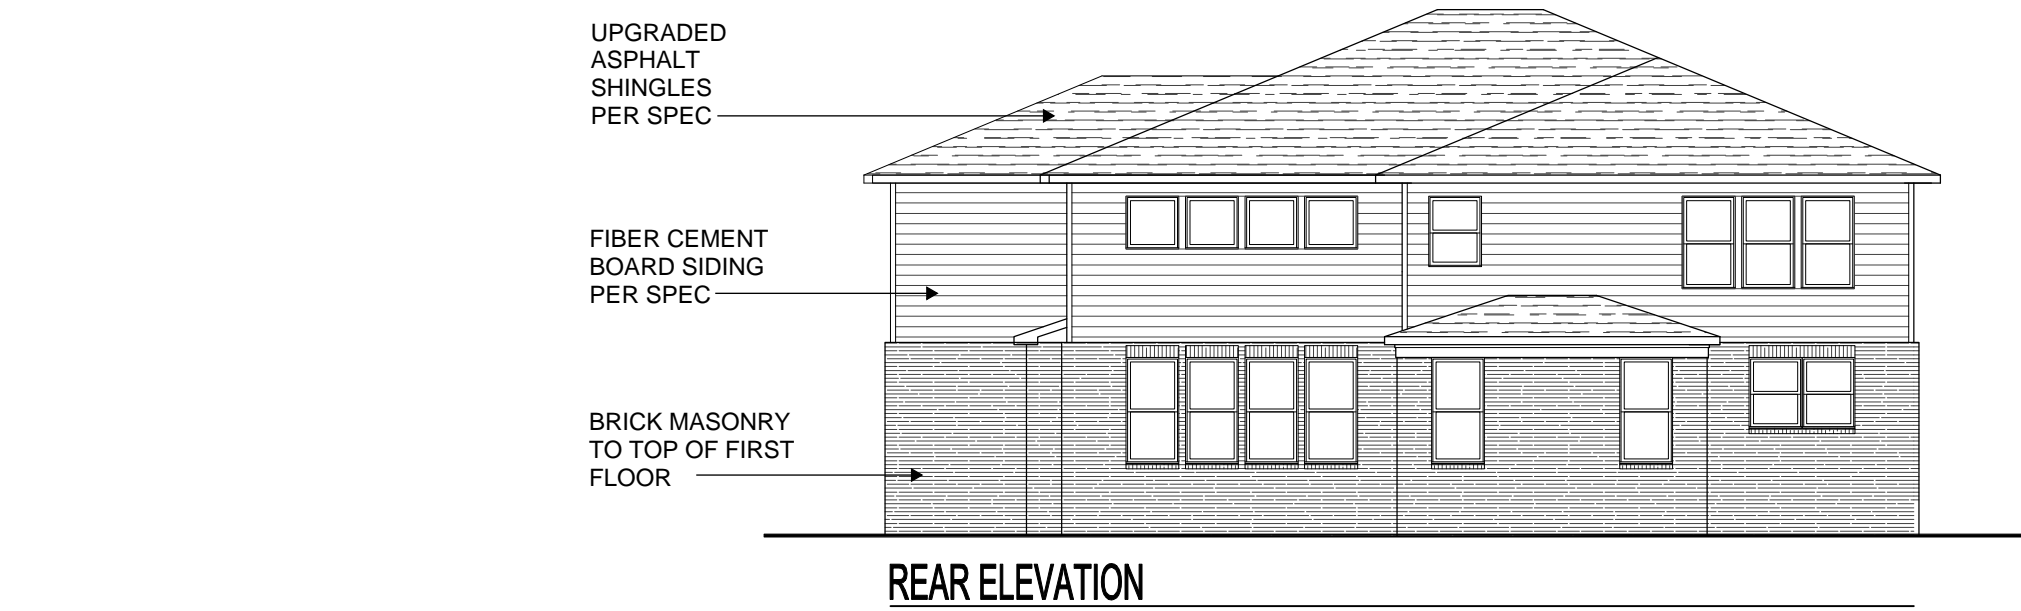 UPGRADED
ASPHALT
SHINGLES
PER SPEC
FIBER CEMENT
BOARD SIDING
PER SPEC
BRICK MASONRY
TO TOP OF FIRST
FLOOR
REAR ELEVATION